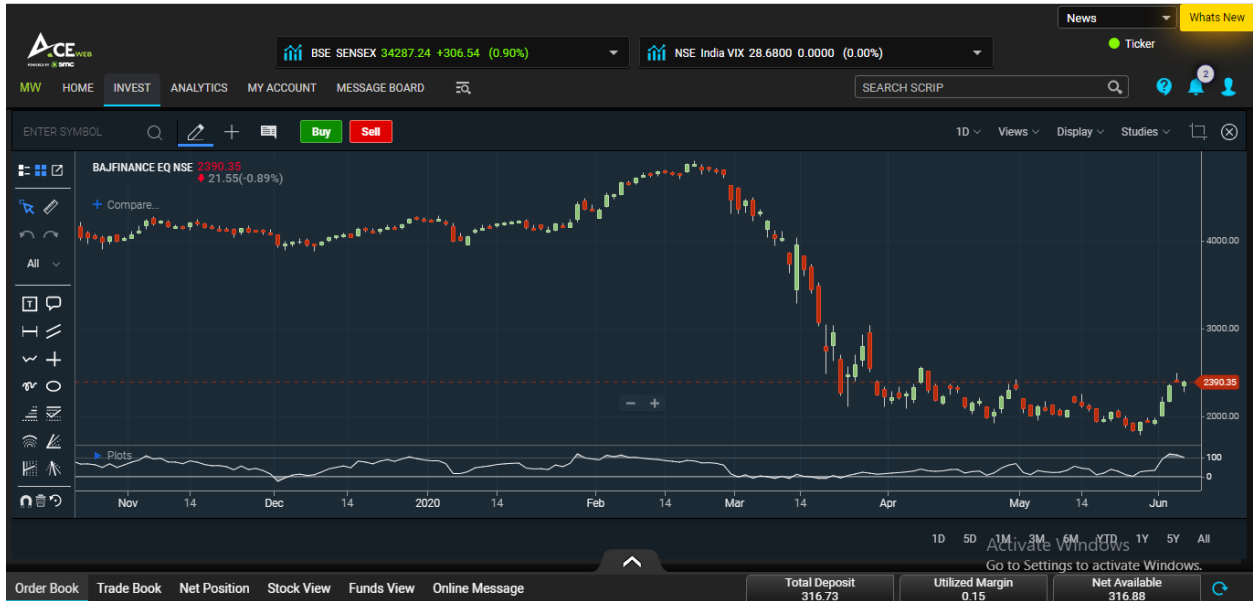 News
Whats New
ACE WEB
POWERED BY smc
BSE SENSEX 34287.24 +306.54 (0.90%)
NSE India VIX 28.6800 0.0000 (0.00%)
Ticker
MW HOME INVEST ANALYTICS MY ACCOUNT MESSAGE BOARD
SEARCH SCRIP
2
ENTER SYMBOL
Buy
Sell
1D Views Display Studies
BAJFINANCE EQ NSE 2390.35
21.55(-0.89%)
+ Compare...
All
T
4000.00
3000.00
2390.35
2000.00
Plots
100
0
Nov 14 Dec 14 2020 14 Feb 14 Mar 14 Apr May 14 Jun
1D 5D 1M 3M 6M YTD 1Y 5Y All
Activate Windows
Go to Settings to activate Windows.
Order Book Trade Book Net Position Stock View Funds View Online Message
Total Deposit
316.73
Utilized Margin
0.15
Net Available
316.88